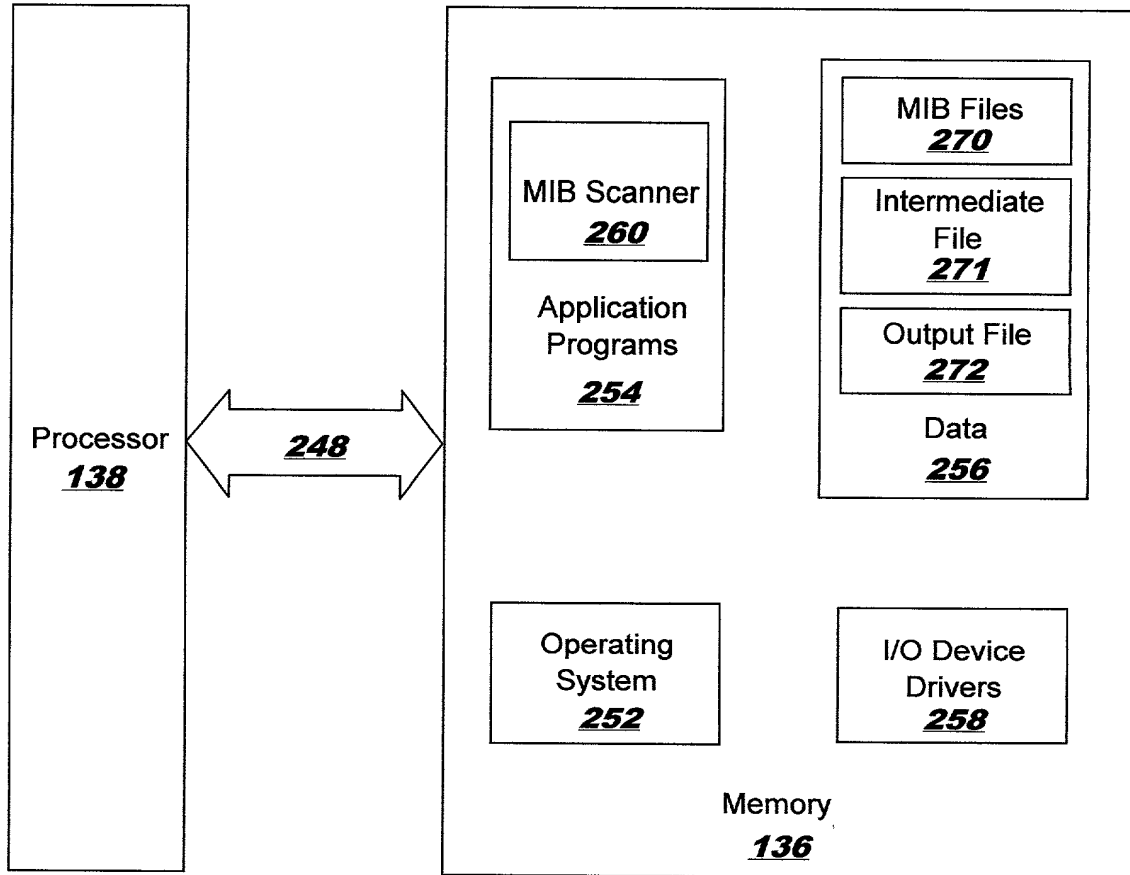 Processor
138
248
MIB Scanner
260
Application
Programs
254
MIB Files
270
Intermediate
File
271
Output File
272
Data
256
Operating
System
252
I/O Device
Drivers
258
Memory
136